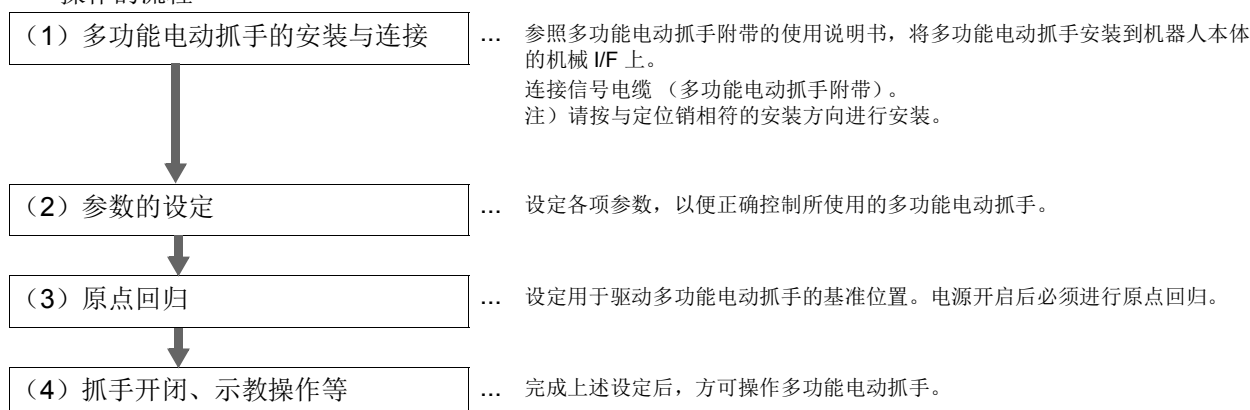 操作的流程
（1）多功能电动抓手的安装与连接 … 参照多功能电动抓手附带的使用说明书，将多功能电动抓手安装到机器人本体
的机械 I/F 上。
连接信号电缆 （多功能电动抓手附带）。
注）请按与定位销相符的安装方向进行安装。
（2）参数的设定 … 设定各项参数，以便正确控制所使用的多功能电动抓手。
（3）原点回归 … 设定用于驱动多功能电动抓手的基准位置。电源开启后必须进行原点回归。
（4）抓手开闭、示教操作等 … 完成上述设定后，方可操作多功能电动抓手。